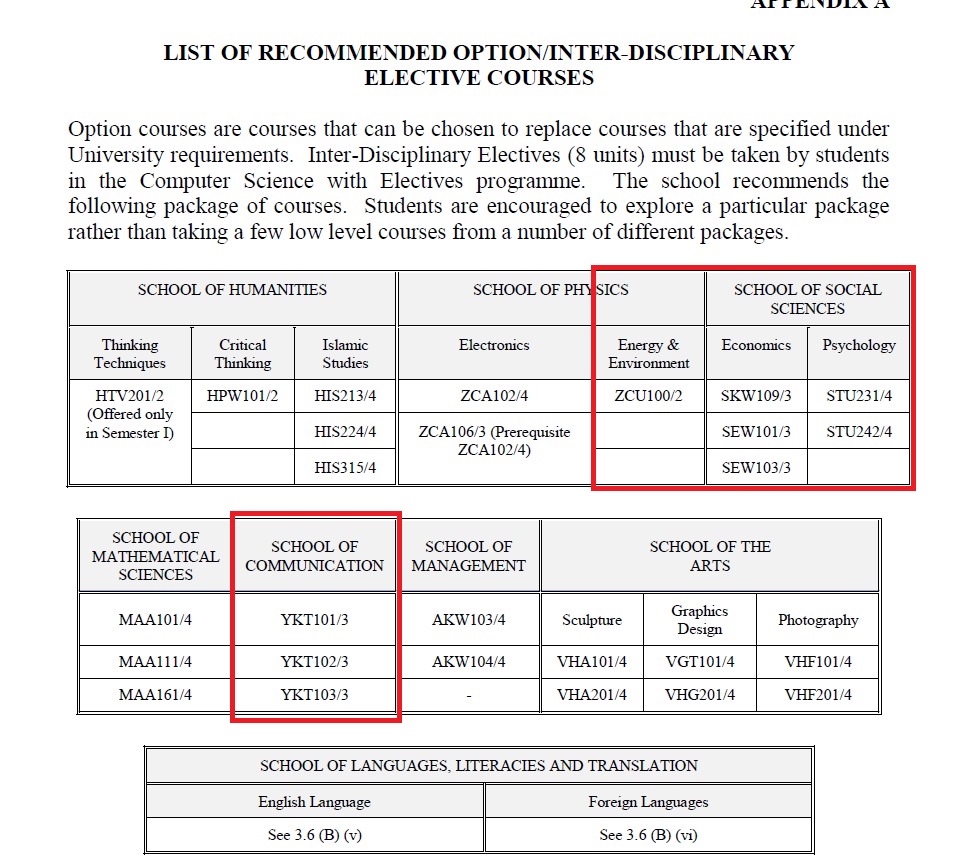 APPENDIX A
LIST OF RECOMMENDED OPTION/INTER-DISCIPLINARY
ELECTIVE COURSES
Option courses are courses that can be chosen to replace courses that are specified under
University requirements. Inter-Disciplinary Electives (8 units) must be taken by students
in the Computer Science with Electives programme. The school recommends the
following package of courses. Students are encouraged to explore a particular package
rather than taking a few low level courses from a number of different packages.
SCHOOL OF HUMANITIES SCHOOL OF PHYSICS SCHOOL OF SOCIAL
SCIENCES
Thinking Critical Islamic Electronics Energy & Economics Psychology
Techniques Thinking Studies Environment
HTV201/2 HPW101/2 HIS213/4 ZCA102/4 ZCU100/2 SKW109/3 STU231/4
(Offered only
in Semester I) HIS224/4 ZCA106/3 (Prerequisite SEW101/3 STU242/4
ZCA102/4)
HIS315/4 SEW103/3
SCHOOL OF
MATHEMATICAL
SCIENCES
SCHOOL OF
COMMUNICATION
SCHOOL OF
MANAGEMENT
SCHOOL OF THE
ARTS
MAA101/4 YKT101/3 AKW103/4 Sculpture Graphics Photography
Design
MAA111/4 YKT102/3 AKW104/4 VHA101/4 VGT101/4 VHF101/4
MAA161/4 YKT103/3 - VHA201/4 VHG201/4 VHF201/4
SCHOOL OF LANGUAGES, LITERACIES AND TRANSLATION
English Language Foreign Languages
See 3.6 (B) (v) See 3.6 (B) (vi)